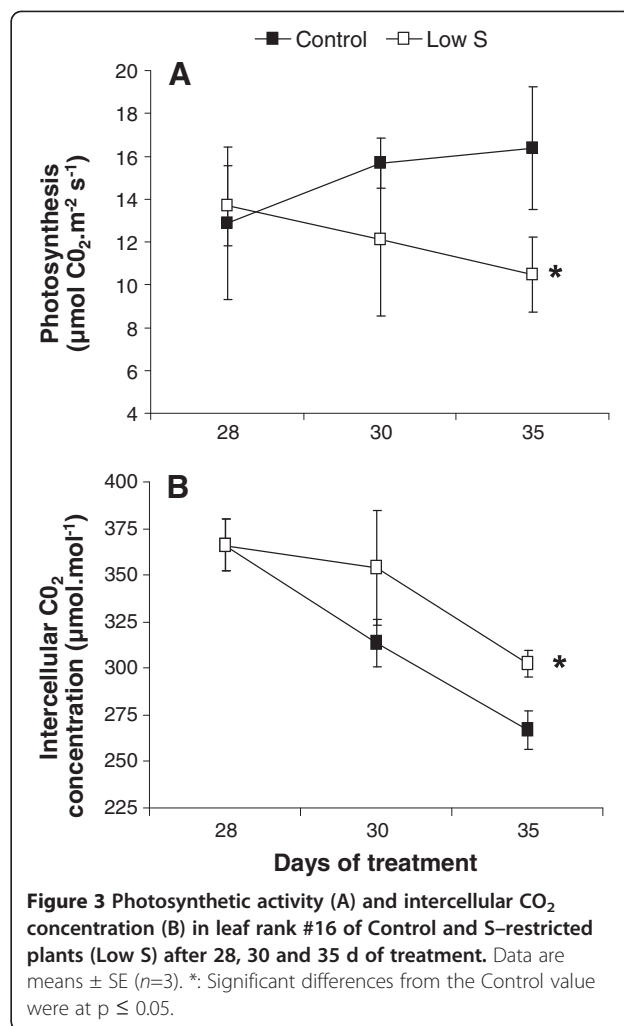 Control Low S
A
20
18
16
14
12
10
8
6
4
Photosynthesis
(µmol C0₂.m⁻² s⁻¹)
*
28 30 35
B
400
375
350
325
300
275
250
225
Intercellular C0₂
concentration (µmol.mol⁻¹)
*
28 30 35
Days of treatment
Figure 3 Photosynthetic activity (A) and intercellular CO₂
concentration (B) in leaf rank #16 of Control and S–restricted
plants (Low S) after 28, 30 and 35 d of treatment. Data are
means ± SE (n=3). *: Significant differences from the Control value
were at p ≤ 0.05.